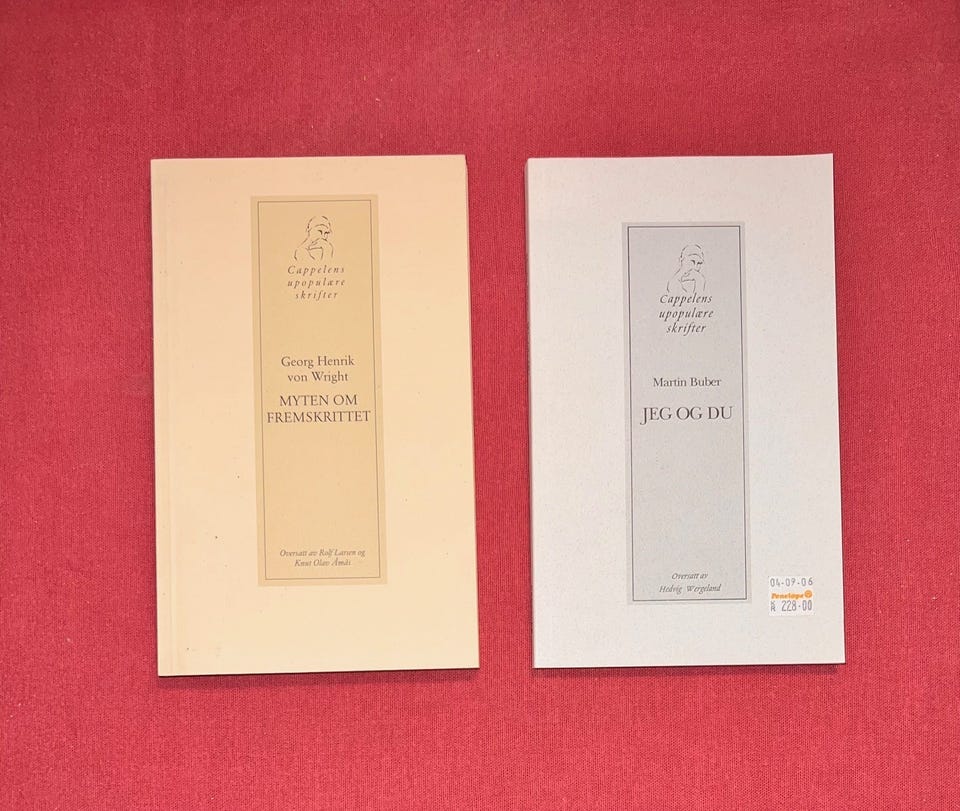 Cappelens
upopulære
skrifter
Georg Henrik
von Wright
MYTEN OM
FREMSKRITTET
Oversatt av Rolf Larsen og
Knut Olav Åmås
Cappelens
upopulære
skrifter
Martin Buber
JEG OG DU
Oversatt av
Hedvig Wergeland
04-09-06
Penelope
KR 228-00